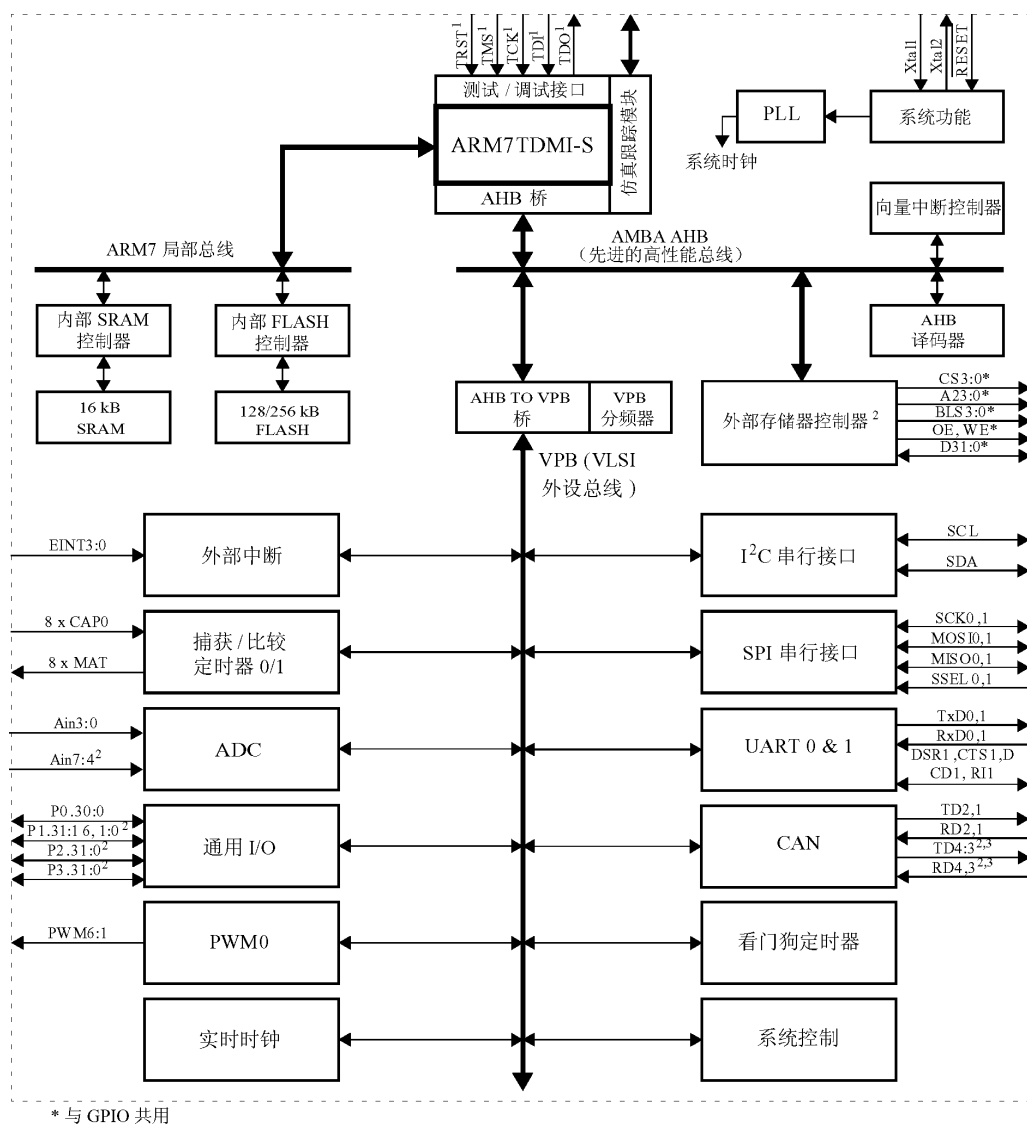 TRST¹
TMS¹
TCK¹
TDI¹
TDO¹
Xtal1
Xtal2
RESET
测试 / 调试接口
ARM7TDMI-S
AHB 桥
仿真跟踪模块
PLL
系统功能
系统时钟
向量中断控制器
ARM7 局部总线
AMBA AHB
（先进的高性能总线）
内部 SRAM
控制器
内部 FLASH
控制器
AHB
译码器
16 kB
SRAM
128/256 kB
FLASH
AHB TO VPB
桥
VPB
分频器
外部存储器控制器²
CS3:0*
A23:0*
BLS3:0*
OE, WE*
D31:0*
VPB (VLSI
外设总线 )
EINT3:0
外部中断
I²C 串行接口
SCL
SDA
8 x CAP0
8 x MAT
捕获 / 比较
定时器 0/1
SPI 串行接口
SCK0,1
MOSI0,1
MISO0,1
SSEL0,1
Ain3:0
Ain7:4²
ADC
UART 0 & 1
TxD0,1
RxD0,1
DSR1,CTS1,D
CD1, RI1
P0.30:0
P1.31:16, 1:0²
P2.31:0²
P3.31:0²
通用 I/O
CAN
TD2,1
RD2,1
TD4:3²,³
RD4,3²,³
PWM6:1
PWM0
看门狗定时器
实时时钟
系统控制
* 与 GPIO 共用